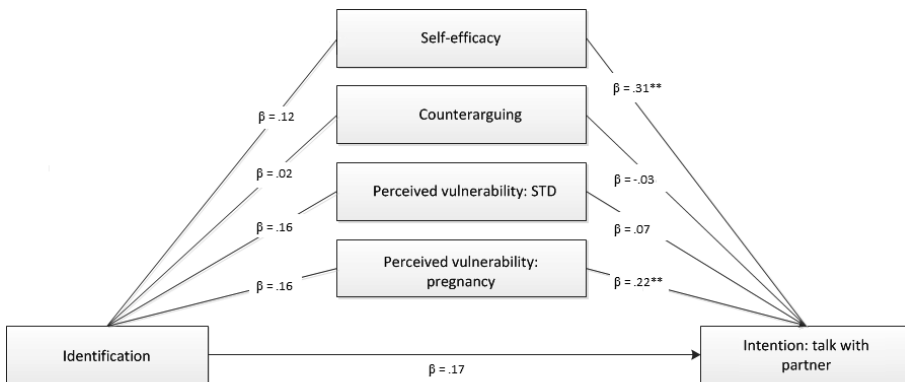 Self-efficacy
β = .31**
β = .12
Counterarguing
β = .02
β = -.03
Perceived vulnerability: STD
β = .16
β = .07
Perceived vulnerability:
pregnancy
β = .16
β = .22**
Identification
Intention: talk with
partner
β = .17